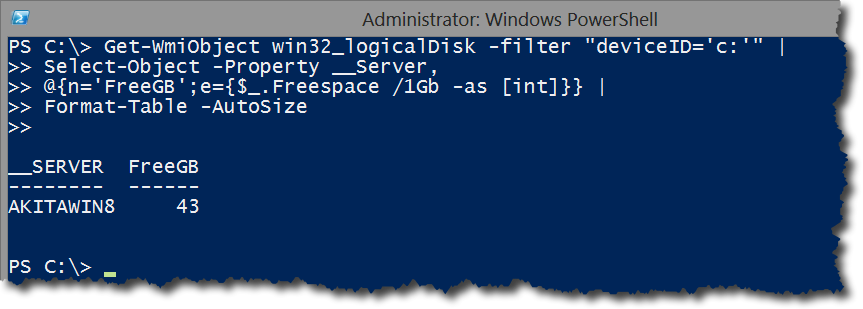 Administrator: Windows PowerShell
PS C:\> Get-WmiObject win32_logicalDisk -filter "deviceID='c:'" |
>> Select-Object -Property __Server,
>> @{n='FreeGB';e={$_.Freespace /1Gb -as [int]}} |
>> Format-Table -AutoSize
>>
__SERVER  FreeGB
--------  ------
AKITAWIN8     43
PS C:\>